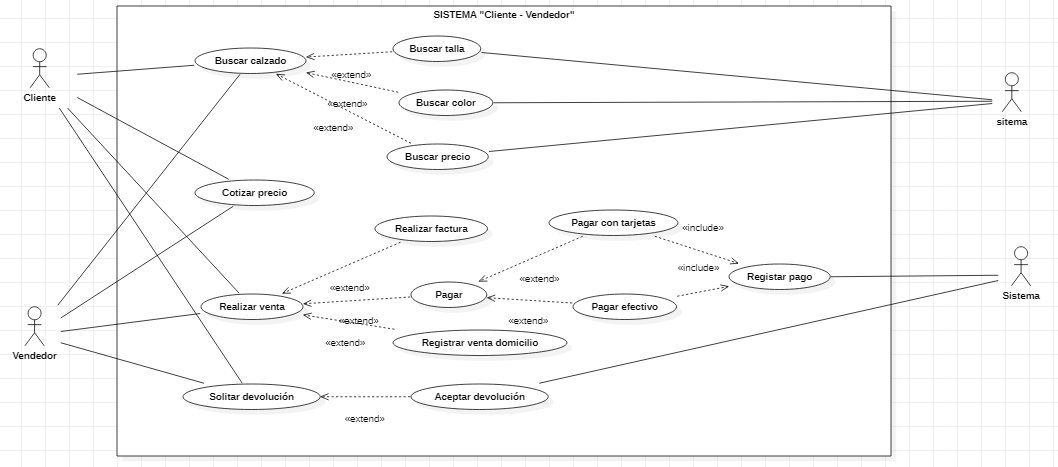 SISTEMA "Cliente - Vendedor"
Buscar talla
Buscar calzado
«extend»
Cliente
Buscar color
«extend»
sitema
«extend»
Buscar precio
Cotizar precio
Realizar factura
Pagar con tarjetas
«include»
«include»
Registar pago
«extend»
«extend»
Pagar
Sistema
Realizar venta
Pagar efectivo
«extend»
«extend»
«extend»
Registrar venta domicilio
Vendedor
Solitar devolución
Aceptar devolución
«extend»